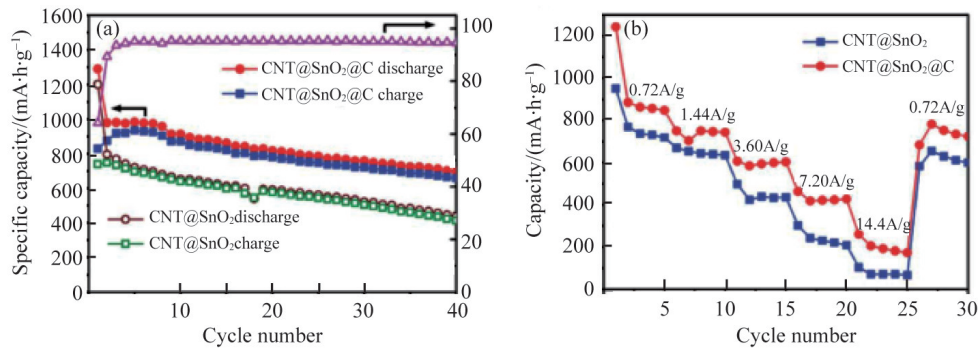 (a)
Specific capacity/(mA·h·g⁻¹)
1600
1400
1200
1000
800
600
400
200
0
CNT@SnO₂@C discharge
CNT@SnO₂@C charge
CNT@SnO₂discharge
CNT@SnO₂charge
100
80
60
40
20
0
10
20
30
40
Cycle number
(b)
Capacity/(mA·h·g⁻¹)
1200
1000
800
600
400
200
0
CNT@SnO₂
CNT@SnO₂@C
0.72A/g
1.44A/g
3.60A/g
7.20A/g
14.4A/g
0.72A/g
5
10
15
20
25
30
Cycle number